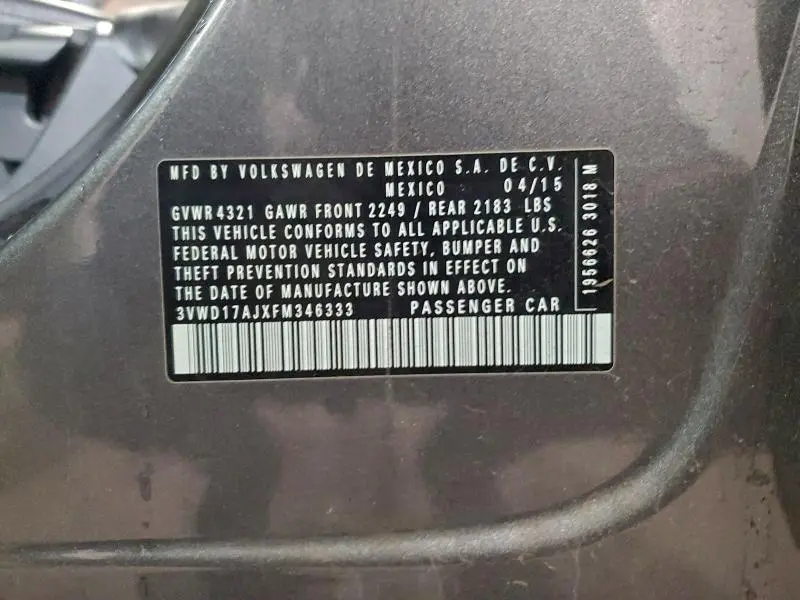 MFD BY VOLKSWAGEN DE MEXICO S.A. DE C.V.
MEXICO 04/15
GVWR 4321 GAWR FRONT 2249 / REAR 2183 LBS
THIS VEHICLE CONFORMS TO ALL APPLICABLE U.S.
FEDERAL MOTOR VEHICLE SAFETY, BUMPER AND
THEFT PREVENTION STANDARDS IN EFFECT ON
THE DATE OF MANUFACTURE SHOWN ABOVE.
3VWD17AJXFM346333 PASSENGER CAR
1956626 3018 M